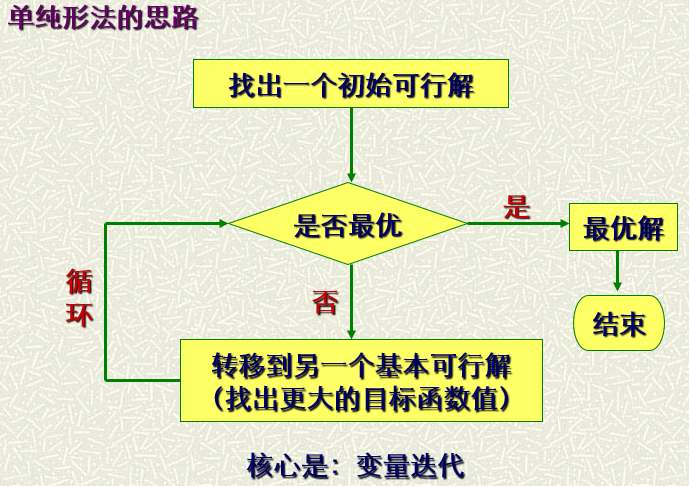 单纯形法的思路
找出一个初始可行解
是否最优
是
最优解
循
环
否
结束
转移到另一个基本可行解
（找出更大的目标函数值）
核心是：变量迭代